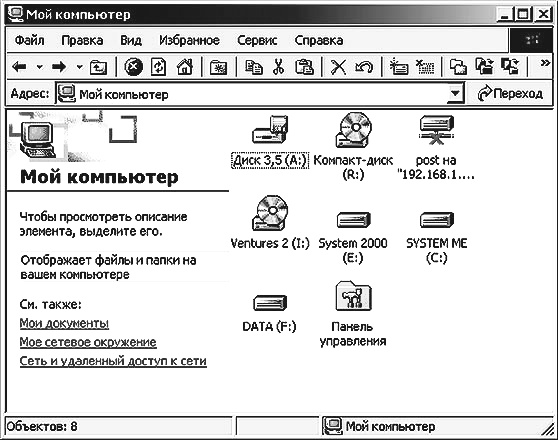 Мой компьютер
Файл Правка Вид Избранное Сервис Справка
Адрес: Мой компьютер Переход
Мой компьютер
Чтобы просмотреть описание
элемента, выделите его.
Отображает файлы и папки на
вашем компьютере
См. также:
Мои документы
Мое сетевое окружение
Сеть и удаленный доступ к сети
Диск 3,5 (A:)
Компакт-диск
(R:)
post на
"192.168.1....
Ventures 2 (I:)
System 2000
(E:)
SYSTEM ME
(C:)
DATA (F:)
Панель
управления
Объектов: 8 Мой компьютер